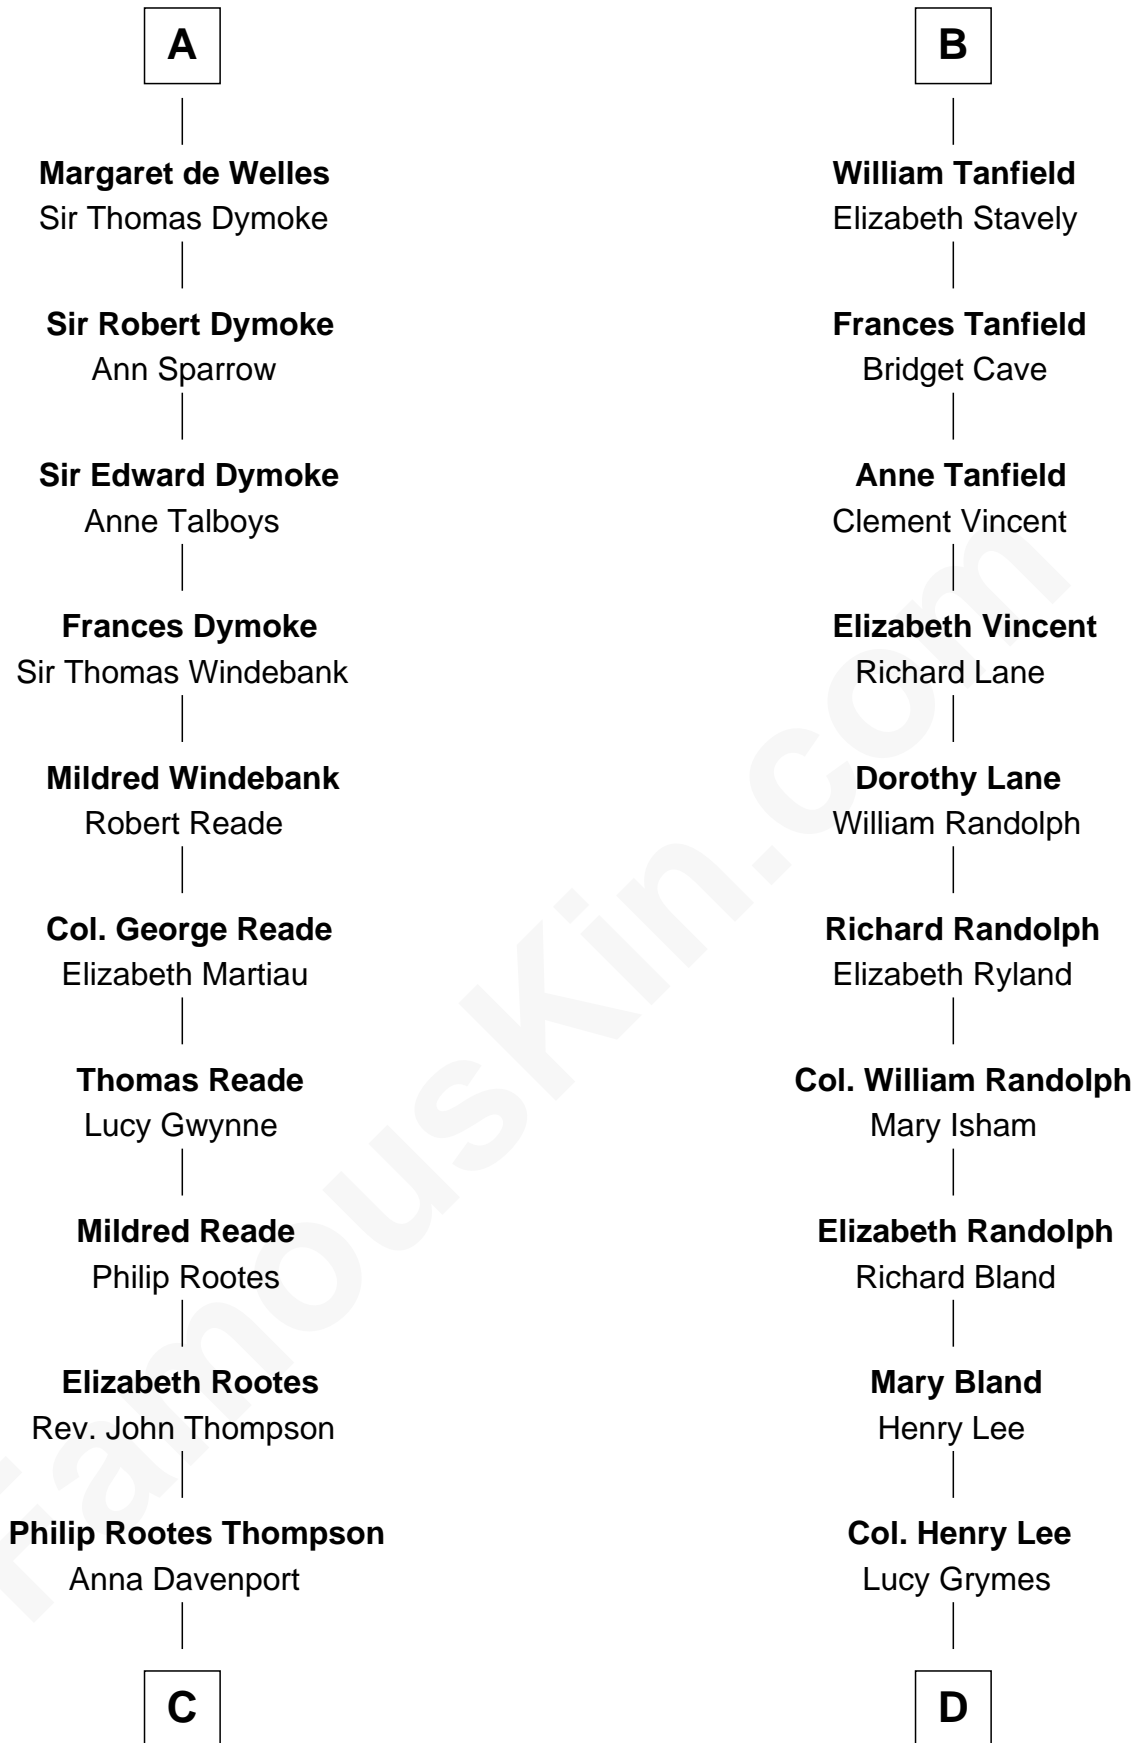 A
Margaret de Welles
Sir Thomas Dymoke
Sir Robert Dymoke
Ann Sparrow
Sir Edward Dymoke
Anne Talboys
Frances Dymoke
Sir Thomas Windebank
Mildred Windebank
Robert Reade
Col. George Reade
Elizabeth Martiau
Thomas Reade
Lucy Gwynne
Mildred Reade
Philip Rootes
Elizabeth Rootes
Rev. John Thompson
Philip Rootes Thompson
Anna Davenport
C
B
William Tanfield
Elizabeth Stavely
Frances Tanfield
Bridget Cave
Anne Tanfield
Clement Vincent
Elizabeth Vincent
Richard Lane
Dorothy Lane
William Randolph
Richard Randolph
Elizabeth Ryland
Col. William Randolph
Mary Isham
Elizabeth Randolph
Richard Bland
Mary Bland
Henry Lee
Col. Henry Lee
Lucy Grymes
D
FamousKin.com